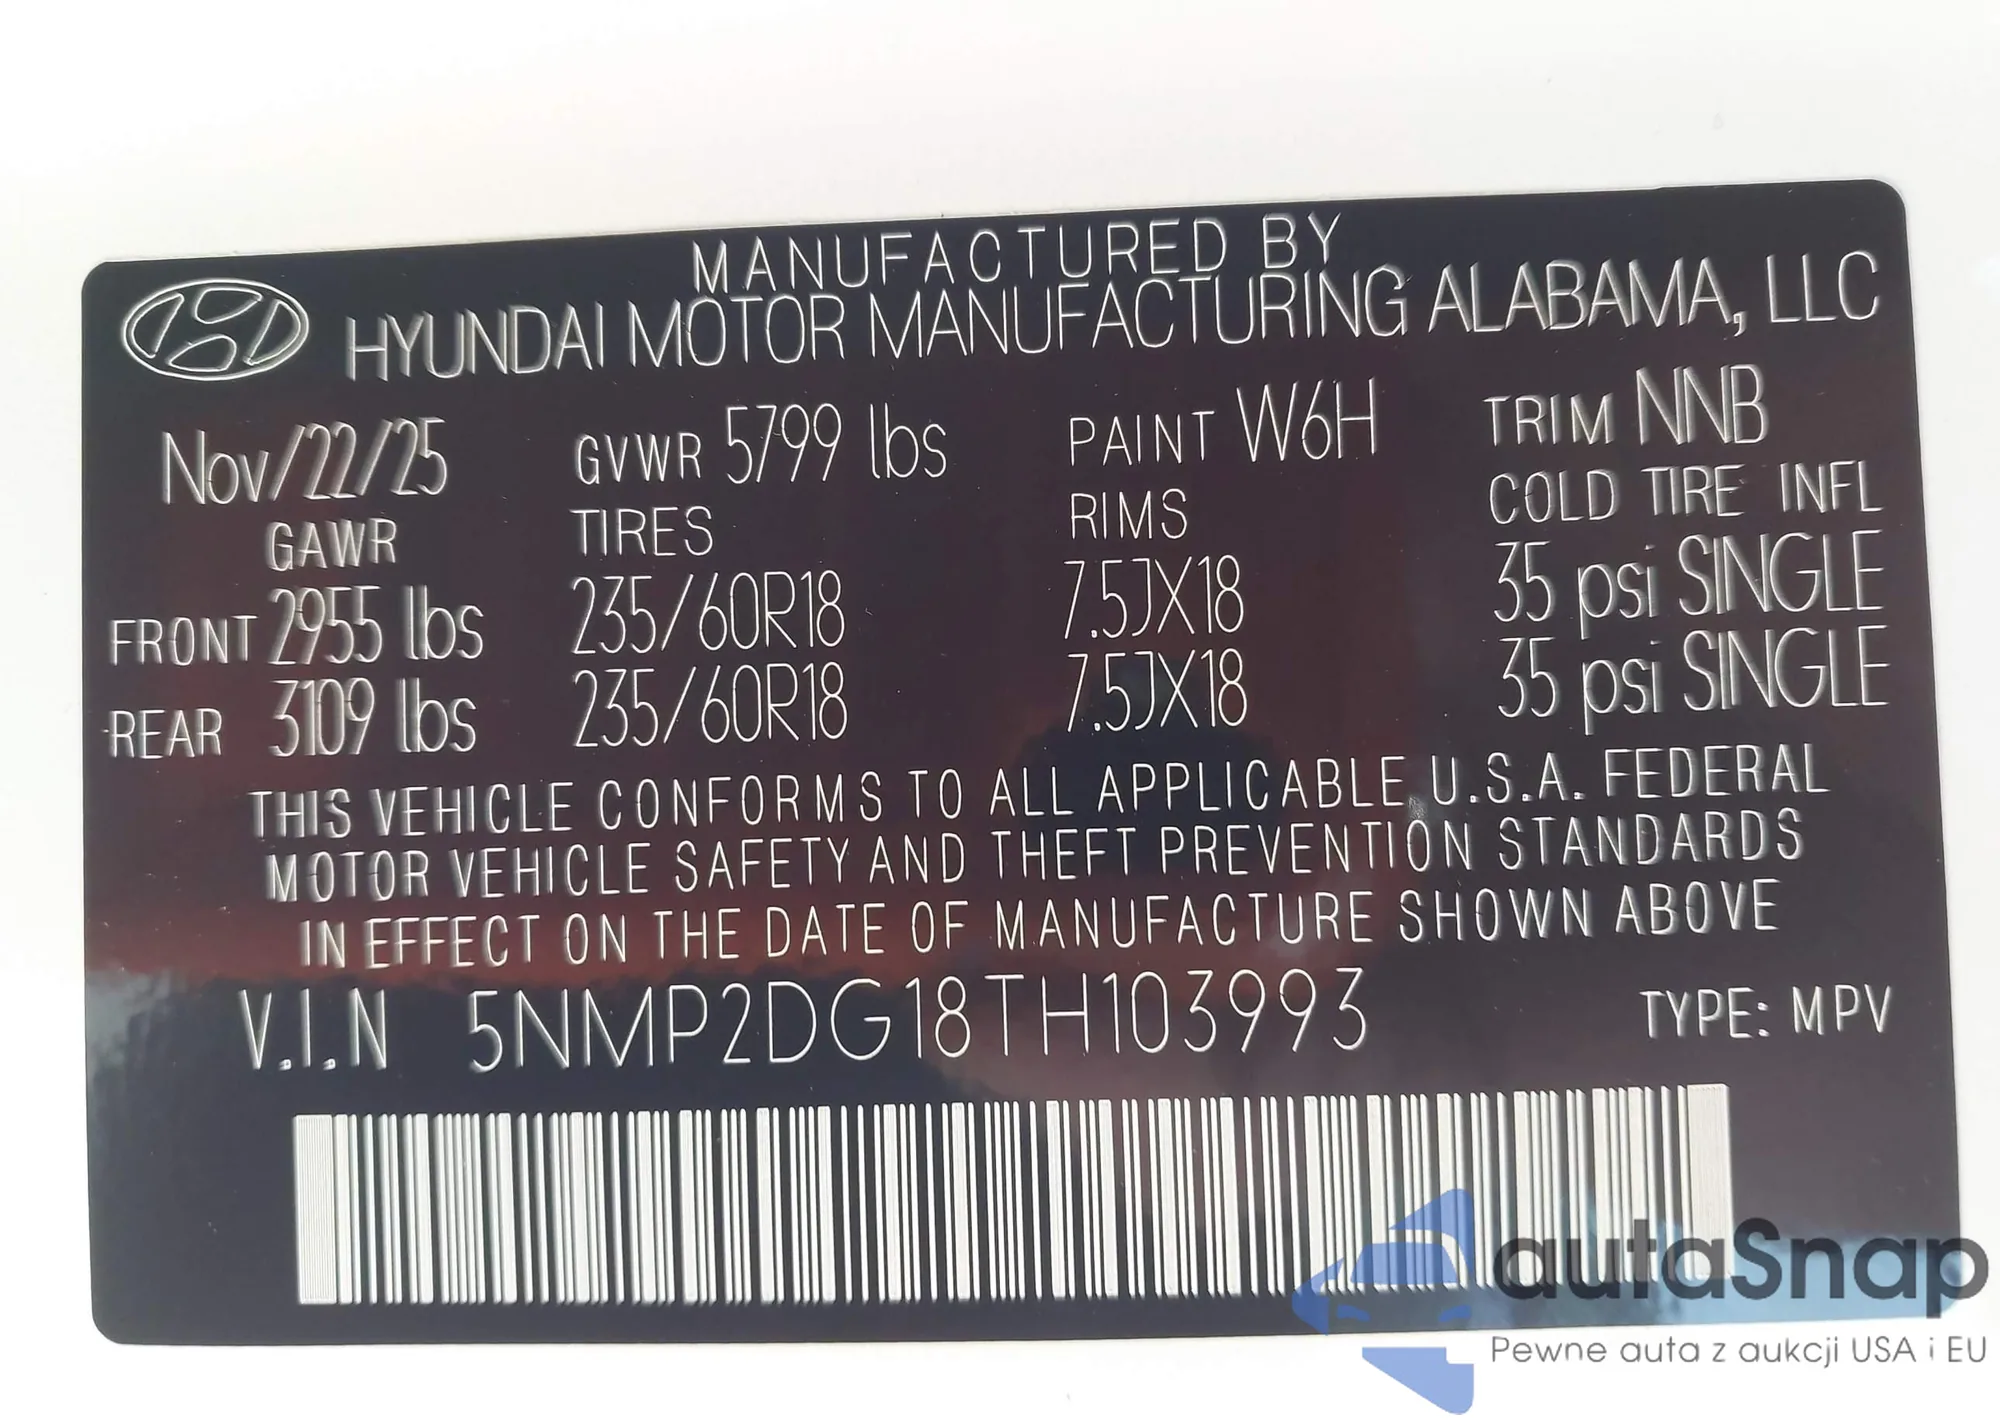 MANUFACTURED BY
HYUNDAI MOTOR MANUFACTURING ALABAMA, LLC
Nov/22/25 GVWR 5799 lbs PAINT W6H TRIM NNB
GAWR TIRES RIMS COLD TIRE INFL
FRONT 2955 lbs 235/60R18 7.5JX18 35 psi SINGLE
REAR 3109 lbs 235/60R18 7.5JX18 35 psi SINGLE
THIS VEHICLE CONFORMS TO ALL APPLICABLE U.S.A. FEDERAL
MOTOR VEHICLE SAFETY AND THEFT PREVENTION STANDARDS
IN EFFECT ON THE DATE OF MANUFACTURE SHOWN ABOVE
V.I.N 5NMP2DG18TH103993 TYPE: MPV
autaSnap
Pewne auta z aukcji USA i EU